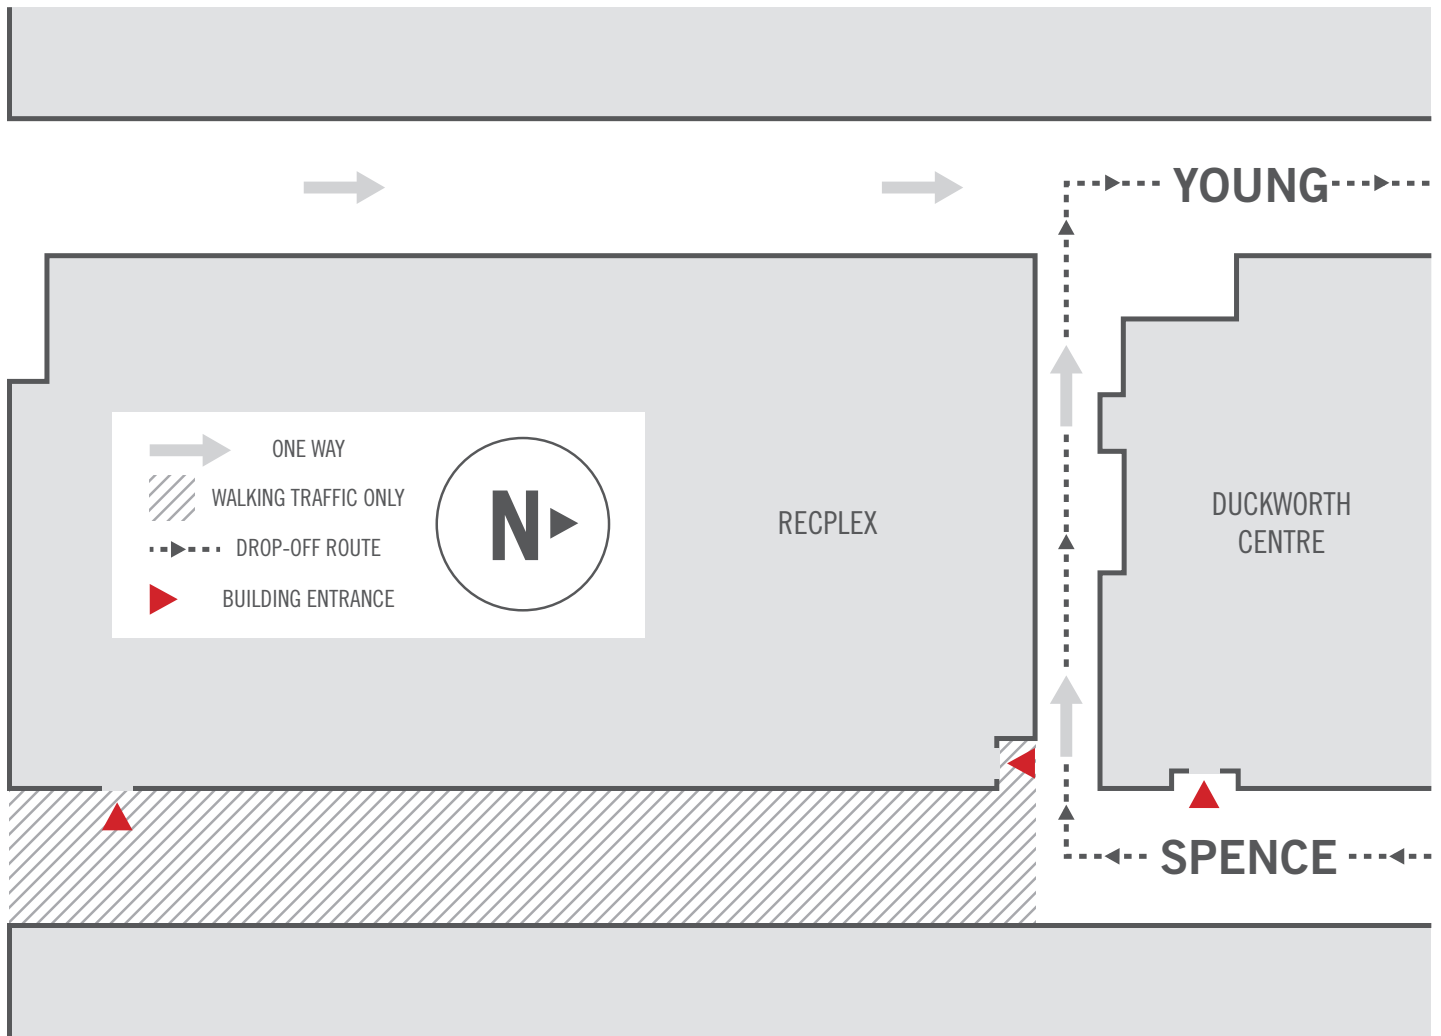 YOUNG
ONE WAY
WALKING TRAFFIC ONLY
DROP-OFF ROUTE
BUILDING ENTRANCE
N
RECPLEX
DUCKWORTH
CENTRE
SPENCE